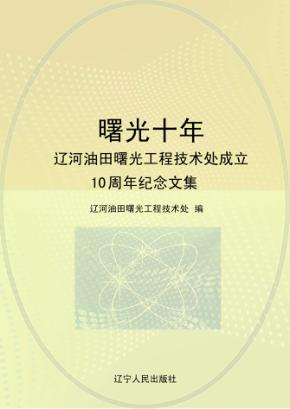 曙光十年
辽河油田曙光工程技术处成立
10周年纪念文集
辽河油田曙光工程技术处 编
辽宁人民出版社